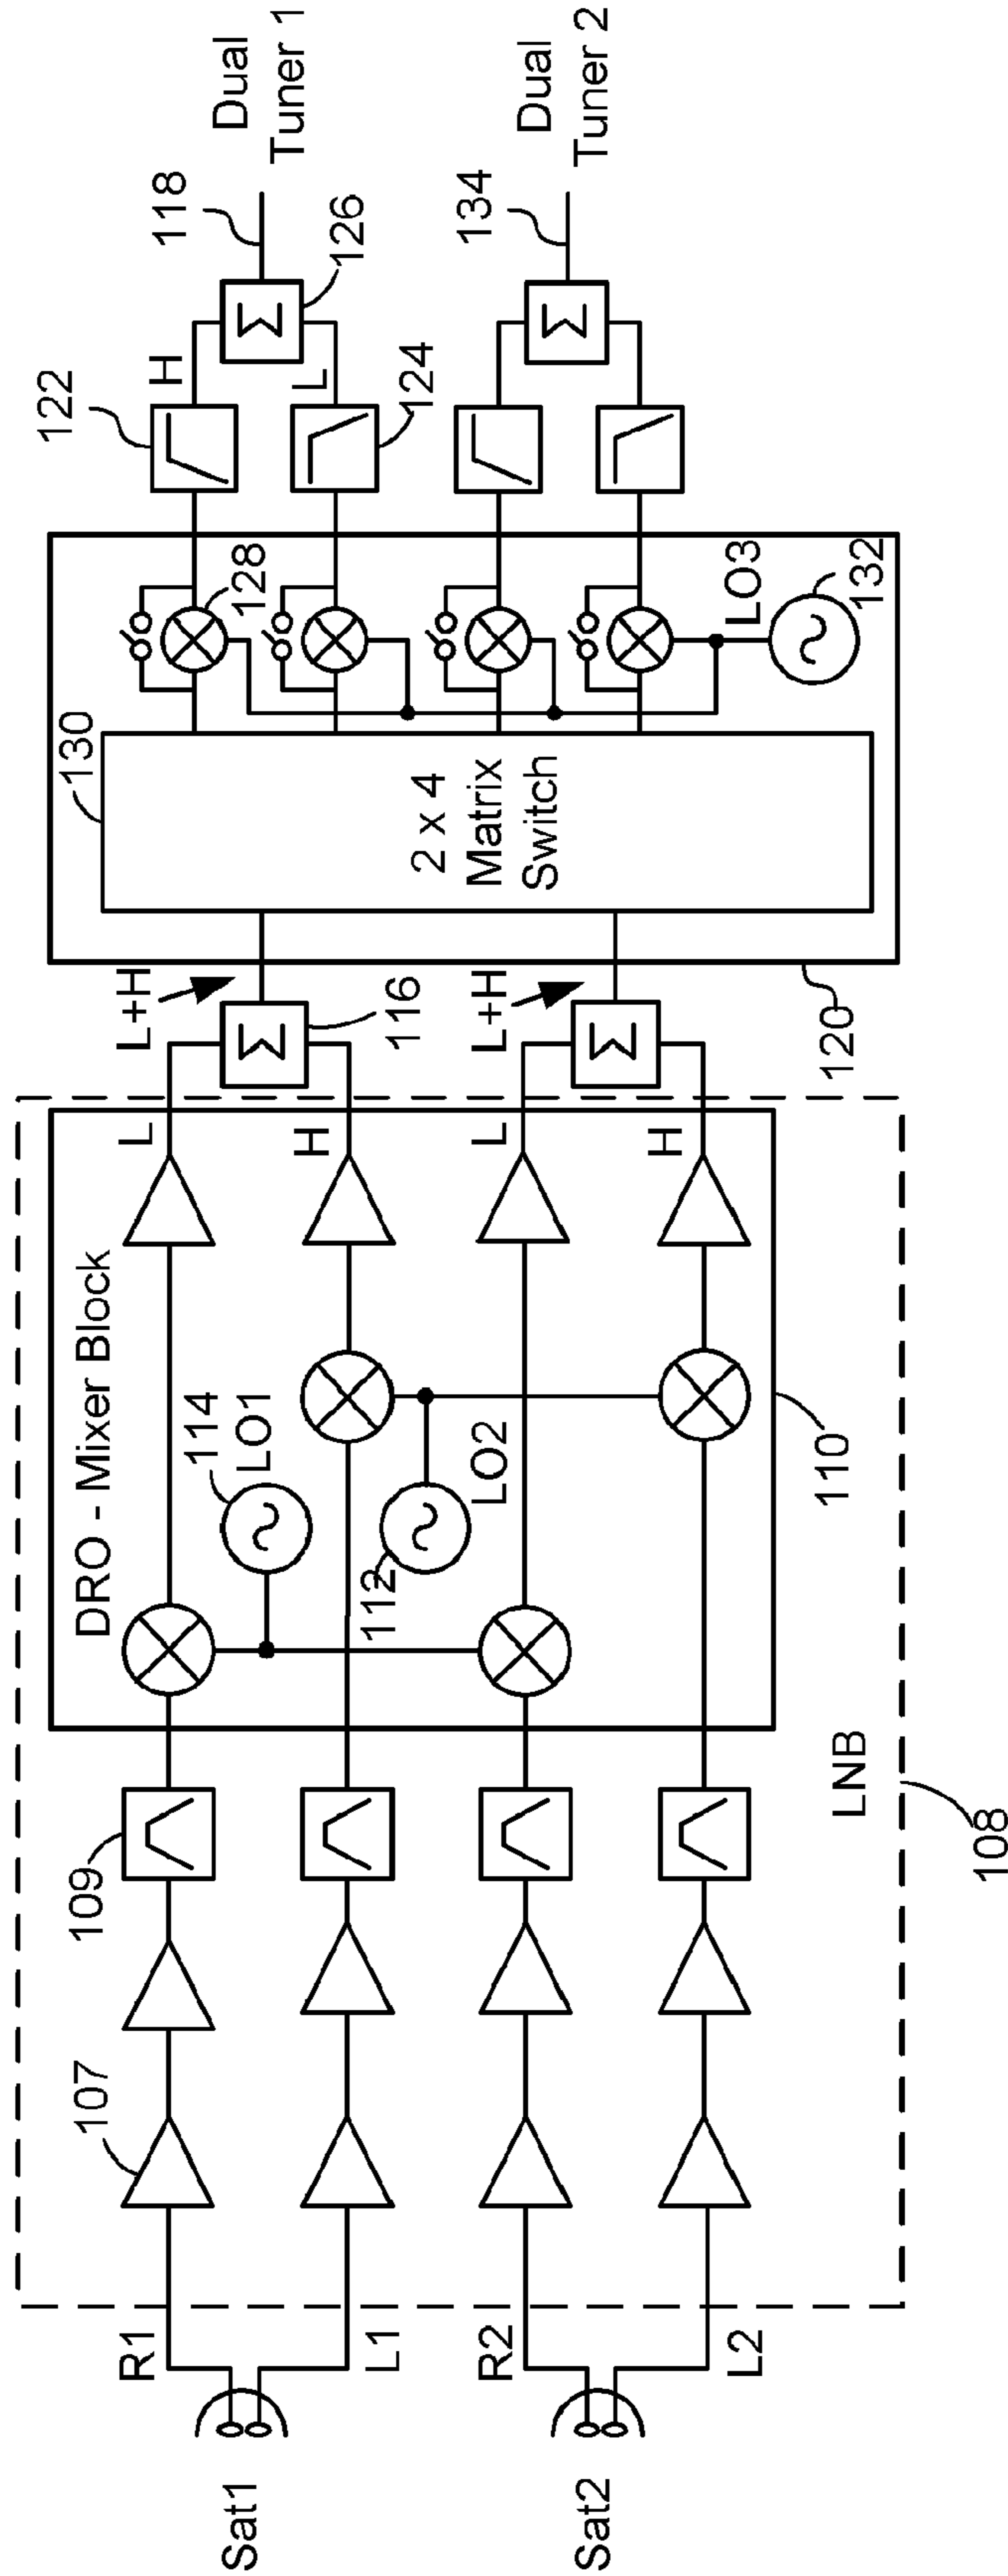 Sat1
R1
L1
Sat2
R2
L2
107
109
LNB
108
DRO - Mixer Block
114
LO1
112
LO2
110
L
H
L
H
L+H
116
L+H
120
130
2 x 4
Matrix
Switch
128
LO3
132
122
H
L
124
126
118
Dual
Tuner 1
134
Dual
Tuner 2
Σ
Σ
Σ
Σ